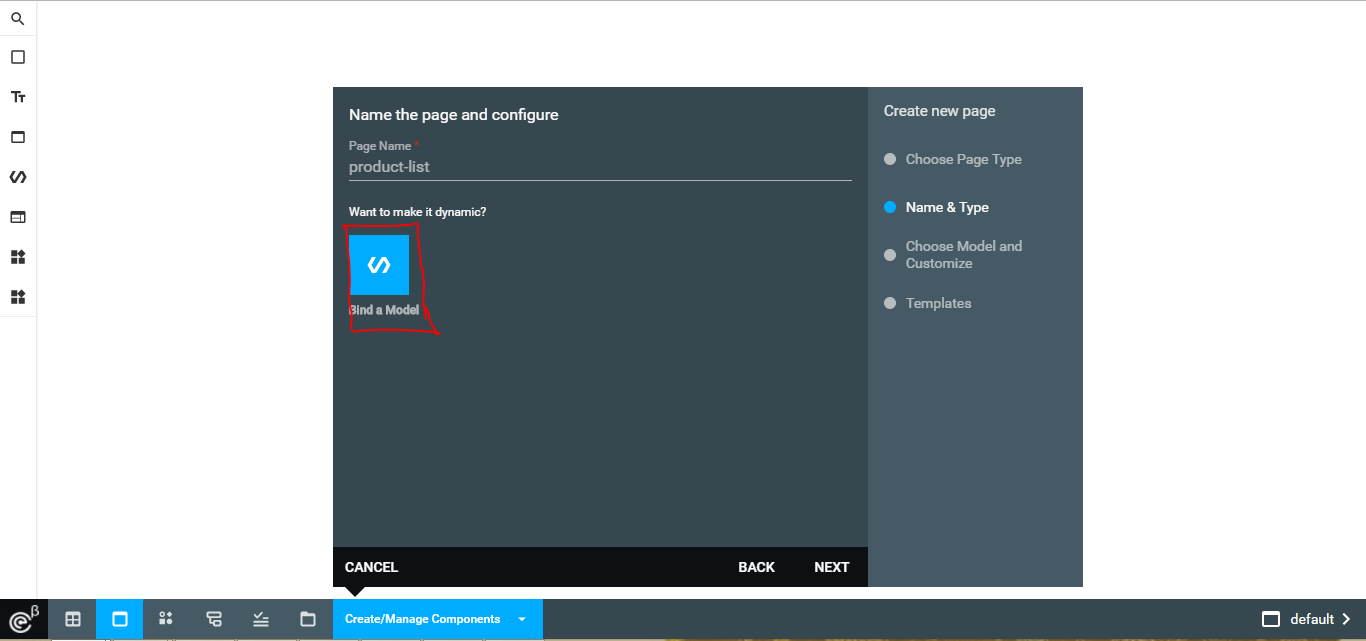 Name the page and configure
Page Name *
product-list
Want to make it dynamic?
Bind a Model
CANCEL
BACK
NEXT
Create new page
Choose Page Type
Name & Type
Choose Model and
Customize
Templates
Tт
e β
Create/Manage Components
default